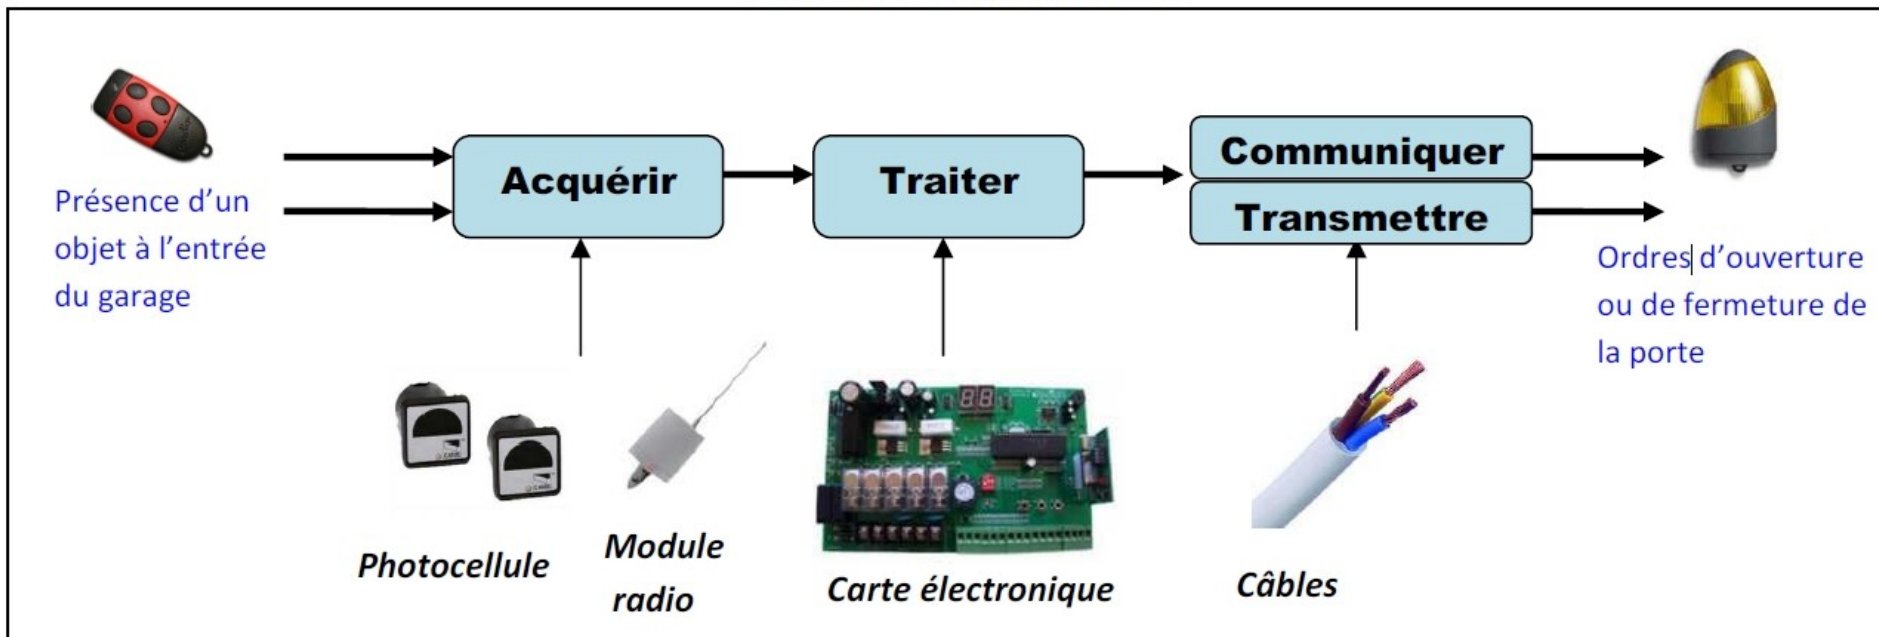 Présence d'un
objet à l'entrée
du garage
Acquérir
Traiter
Communiquer
Transmettre
Ordres d'ouverture
ou de fermeture de
la porte
Photocellule
Module
radio
Carte électronique
Câbles